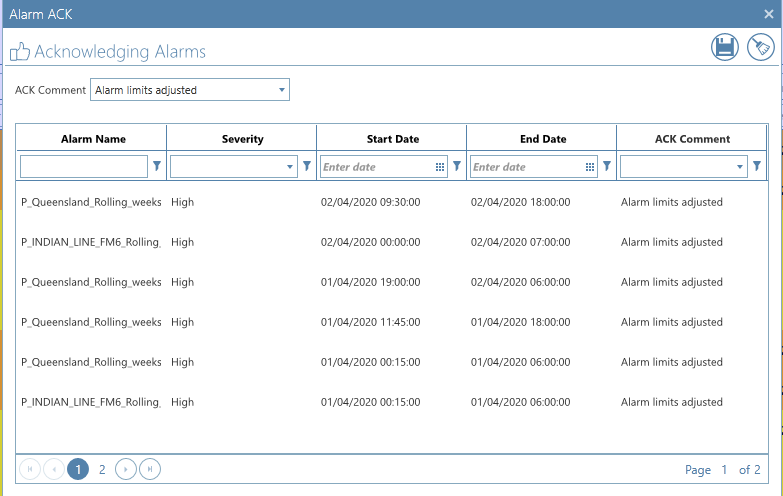 Alarm ACK
Acknowledging Alarms
ACK Comment Alarm limits adjusted
Alarm Name Severity Start Date End Date ACK Comment
Enter date Enter date
P_Queensland_Rolling_weeks High 02/04/2020 09:30:00 02/04/2020 18:00:00 Alarm limits adjusted
P_INDIAN_LINE_FM6_Rolling_ High 02/04/2020 00:00:00 02/04/2020 07:00:00 Alarm limits adjusted
P_Queensland_Rolling_weeks High 01/04/2020 19:00:00 02/04/2020 06:00:00 Alarm limits adjusted
P_Queensland_Rolling_weeks High 01/04/2020 11:45:00 01/04/2020 18:00:00 Alarm limits adjusted
P_Queensland_Rolling_weeks High 01/04/2020 00:15:00 01/04/2020 06:00:00 Alarm limits adjusted
P_INDIAN_LINE_FM6_Rolling_ High 01/04/2020 00:15:00 01/04/2020 06:00:00 Alarm limits adjusted
1 2 Page 1 of 2